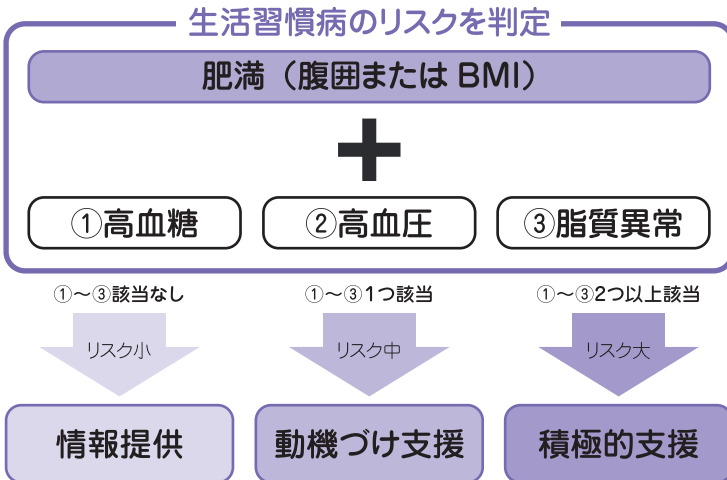 生活習慣病のリスクを判定
肥満（腹囲または BMI）
＋
①高血糖
②高血圧
③脂質異常
①～③該当なし
①～③1つ該当
①～③2つ以上該当
リスク小
リスク中
リスク大
情報提供
動機づけ支援
積極的支援